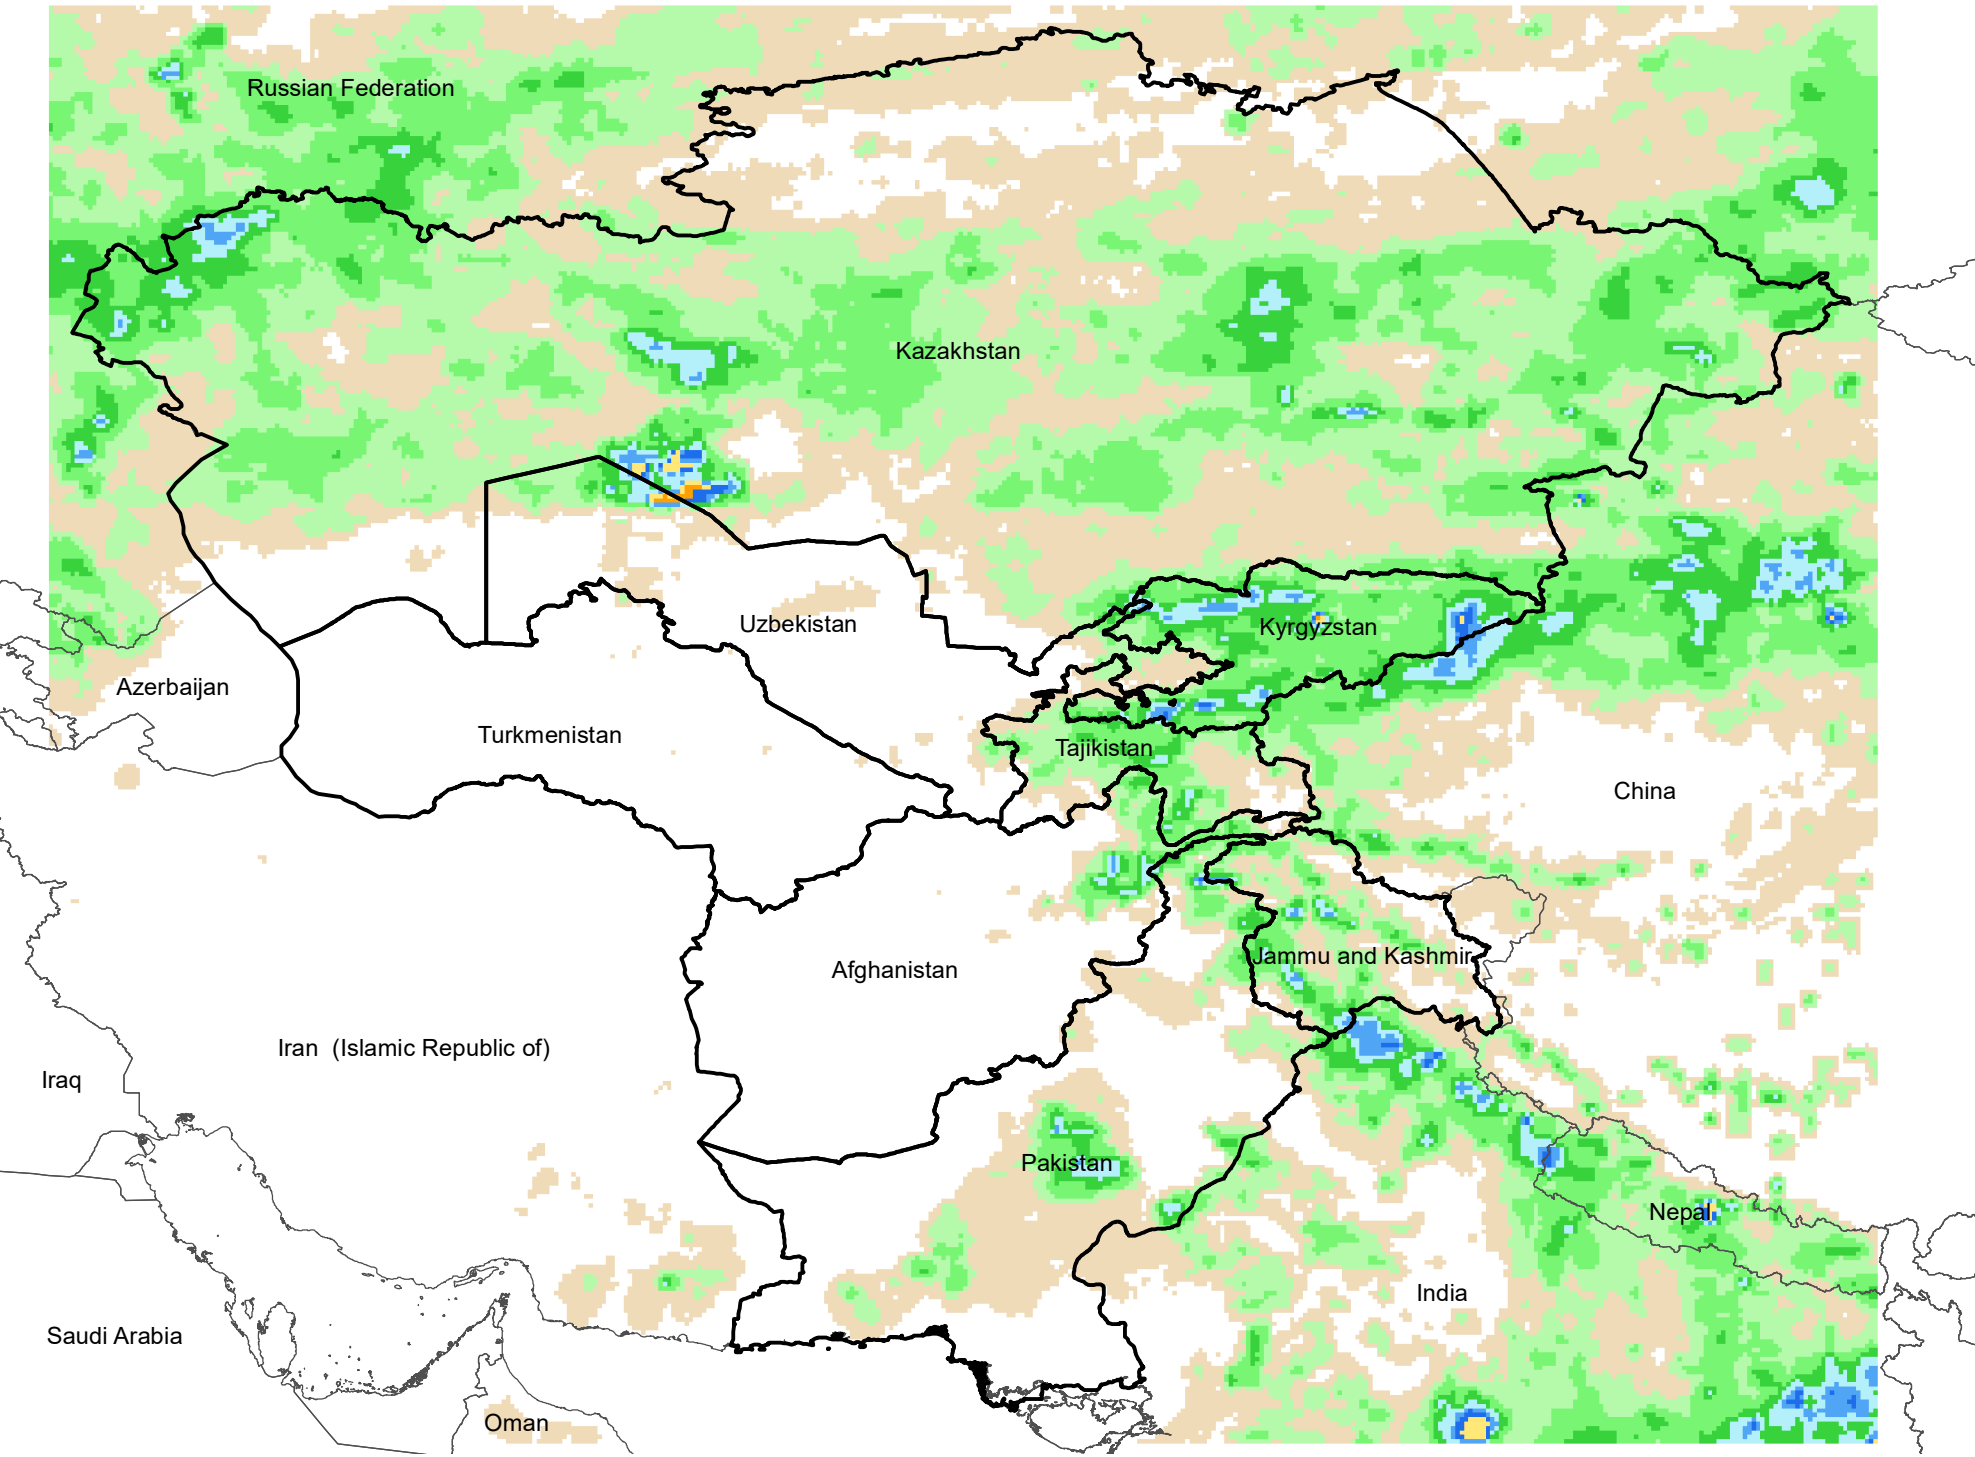 Russian Federation
Kazakhstan
Uzbekistan
Kyrgyzstan
Azerbaijan
Turkmenistan
Tajikistan
China
Afghanistan
Jammu and Kashmir
Iran  (Islamic Republic of)
Iraq
Pakistan
Nepal
India
Saudi Arabia
Oman